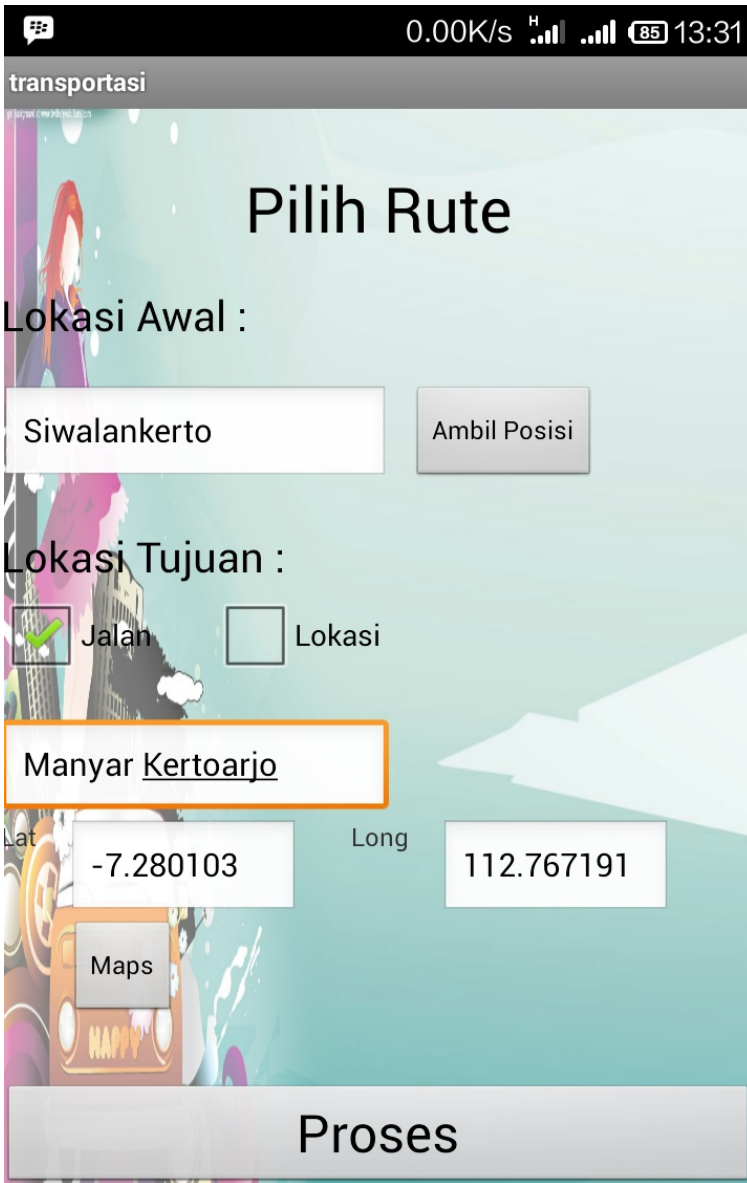 0.00K/s H 85 13:31
transportasi
Pilih Rute
Lokasi Awal :
Siwalankerto Ambil Posisi
Lokasi Tujuan :
Jalan Lokasi
Manyar Kertoarjo
Lat -7.280103 Long 112.767191
Maps
HAPPY
Proses